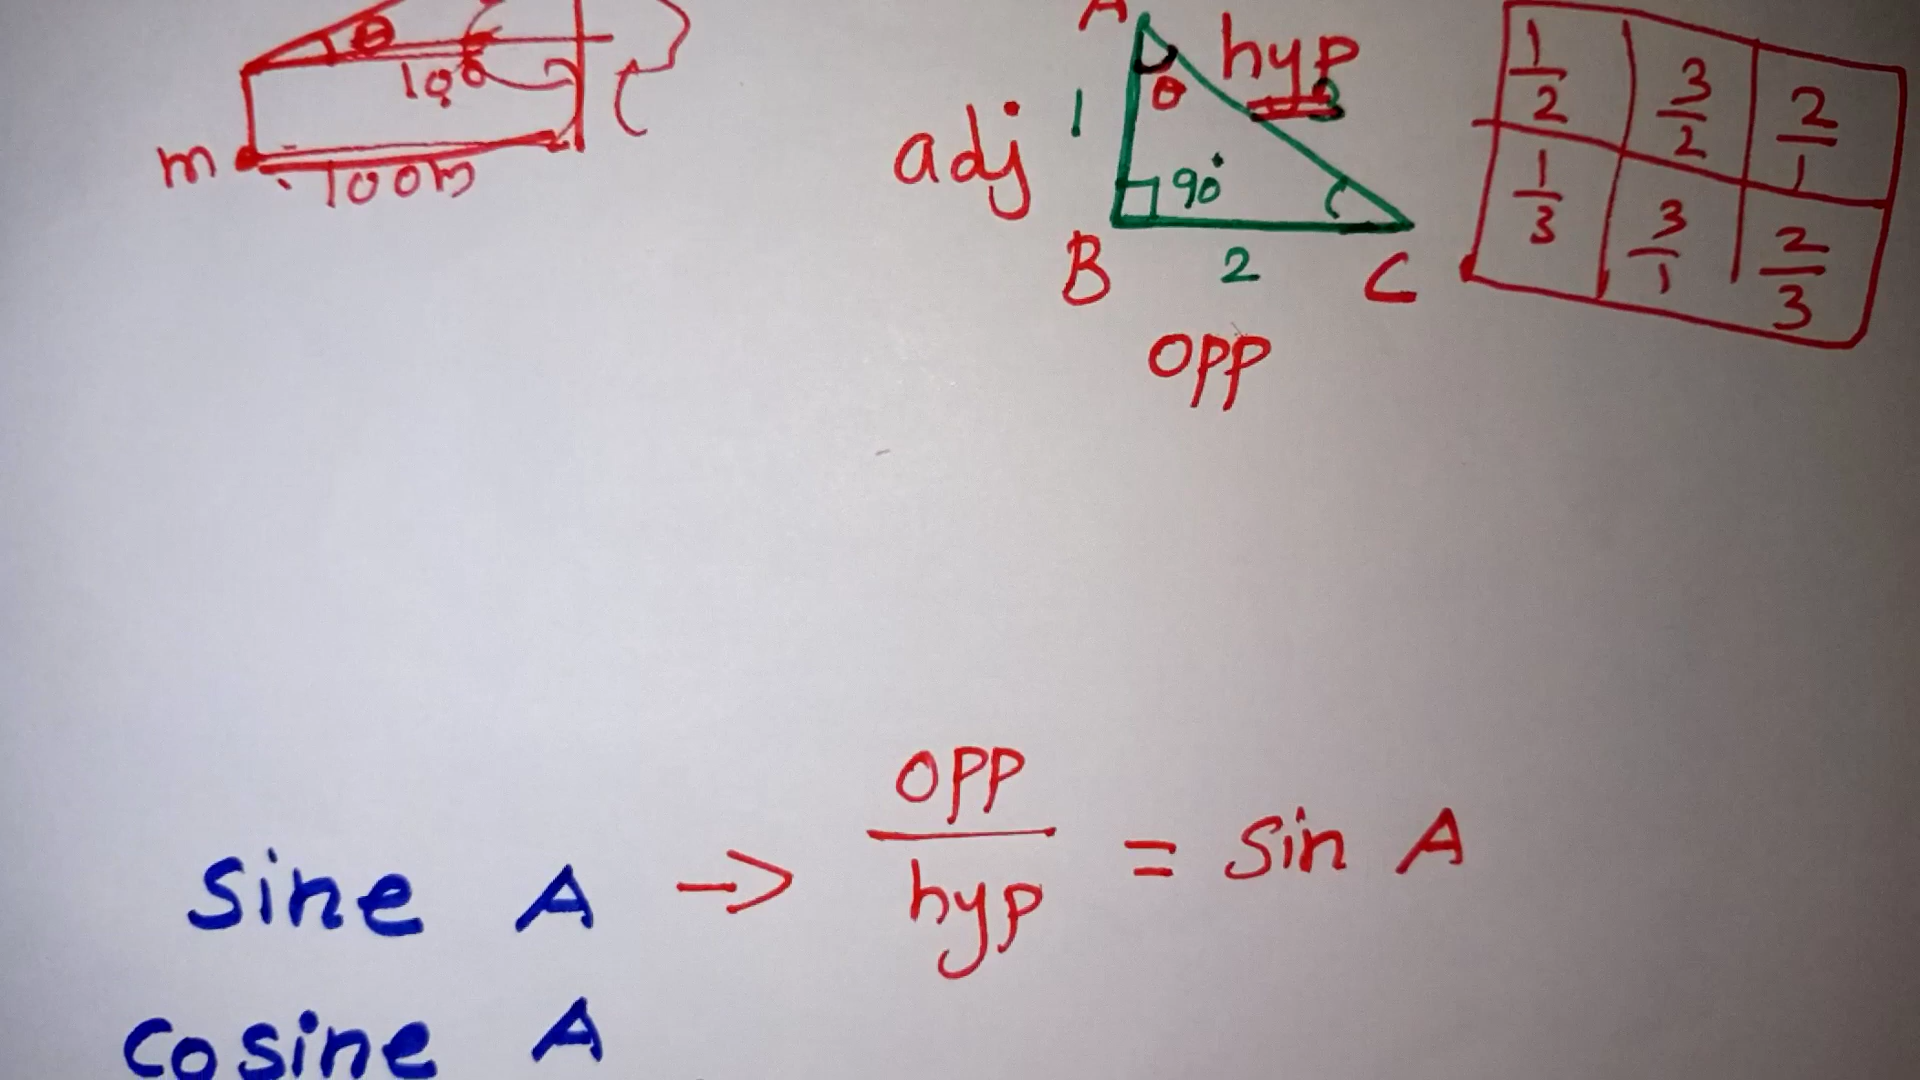 θ
100
m
100m
A
hyp
3
θ
1
adj
90°
B
2
C
opp
1/2 3/2 2/1
1/3 3/1 2/3
sine A → opp/hyp = sin A
cosine A